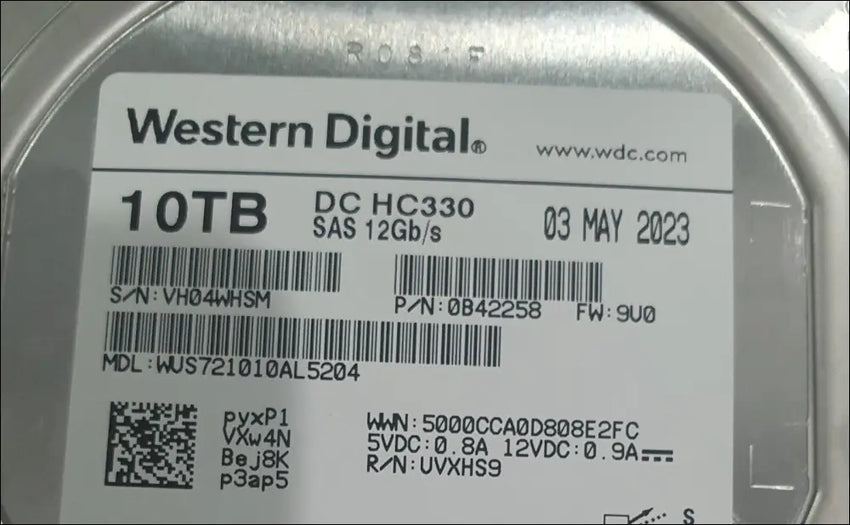 R081F
Western Digital®
www.wdc.com
10TB
DC HC330
SAS 12Gb/s
03 MAY 2023
S/N:VH04WHSM
P/N:0B42258
FW:9U0
MDL:WUS721010AL5204
pyxP1
VXw4N
Bej8K
p3ap5
WWN:5000CCA0D808E2FC
5VDC:0.8A 12VDC:0.9A
R/N:UVXHS9
S